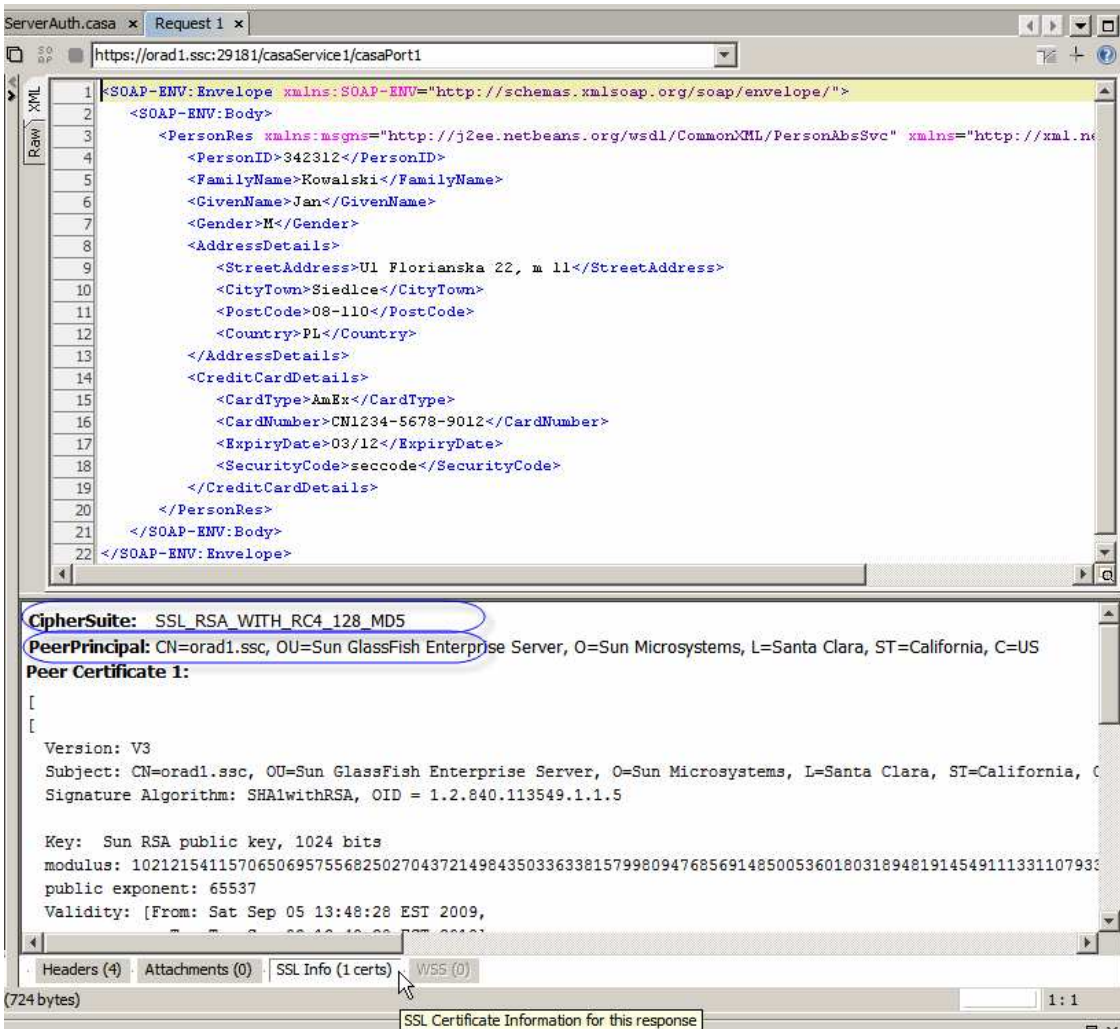 ServerAuth.casa × Request 1 ×
https://orad1.ssc:29181/casaService1/casaPort1
XML
Raw
1 <SOAP-ENV:Envelope xmlns:SOAP-ENV="http://schemas.xmlsoap.org/soap/envelope/">
2 <SOAP-ENV:Body>
3 <PersonRes xmlns:msgns="http://j2ee.netbeans.org/wsdl/CommonXML/PersonAbsSvc" xmlns="http://xml.ne
4 <PersonID>342312</PersonID>
5 <FamilyName>Kowalski</FamilyName>
6 <GivenName>Jan</GivenName>
7 <Gender>M</Gender>
8 <AddressDetails>
9 <StreetAddress>Ul Florianska 22, m 11</StreetAddress>
10 <CityTown>Siedlce</CityTown>
11 <PostCode>08-110</PostCode>
12 <Country>PL</Country>
13 </AddressDetails>
14 <CreditCardDetails>
15 <CardType>AmEx</CardType>
16 <CardNumber>CN1234-5678-9012</CardNumber>
17 <ExpiryDate>03/12</ExpiryDate>
18 <SecurityCode>seccode</SecurityCode>
19 </CreditCardDetails>
20 </PersonRes>
21 </SOAP-ENV:Body>
22 </SOAP-ENV:Envelope>
CipherSuite: SSL_RSA_WITH_RC4_128_MD5
PeerPrincipal: CN=orad1.ssc, OU=Sun GlassFish Enterprise Server, O=Sun Microsystems, L=Santa Clara, ST=California, C=US
Peer Certificate 1:
[
[
Version: V3
Subject: CN=orad1.ssc, OU=Sun GlassFish Enterprise Server, O=Sun Microsystems, L=Santa Clara, ST=California, C
Signature Algorithm: SHA1withRSA, OID = 1.2.840.113549.1.1.5
Key: Sun RSA public key, 1024 bits
modulus:
public exponent: 65537
Validity: [From: Sat Sep 05 13:48:28 EST 2009,
Headers (4) Attachments (0) SSL Info (1 certs) WSS (0)
(724 bytes) 1 : 1
SSL Certificate Information for this response